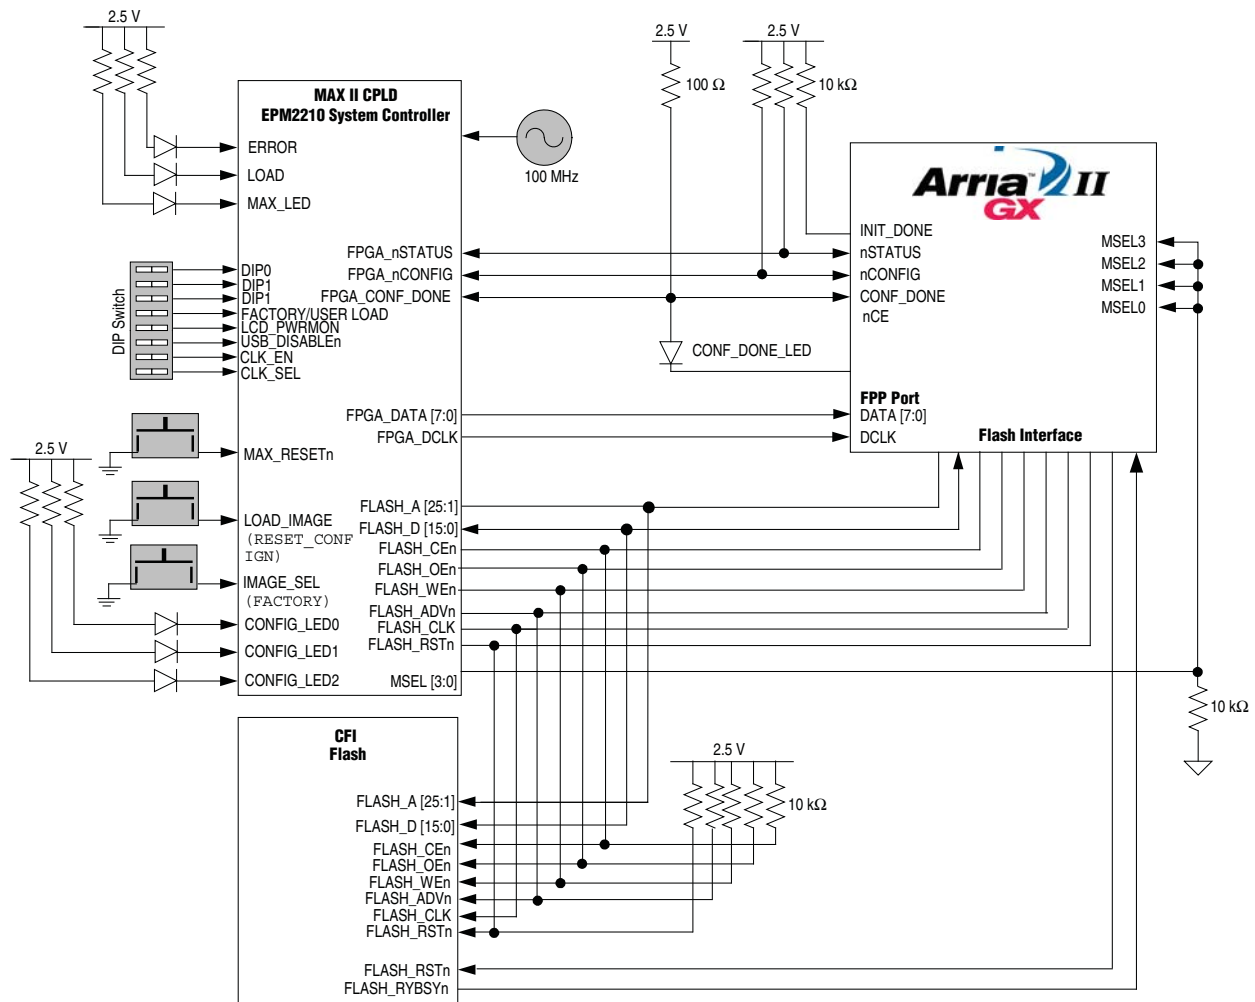 2.5 V
2.5 V
2.5 V
100 Ω
10 kΩ
MAX II CPLD
EPM2210 System Controller
100 MHz
ERROR
LOAD
MAX_LED
Arria™ II
GX
INIT_DONE
nSTATUS
nCONFIG
CONF_DONE
nCE
MSEL3
MSEL2
MSEL1
MSEL0
FPGA_nSTATUS
FPGA_nCONFIG
FPGA_CONF_DONE
DIP Switch
DIP0
DIP1
DIP1
FACTORY/USER LOAD
LCD_PWRMON
USB_DISABLEn
CLK_EN
CLK_SEL
CONF_DONE_LED
FPP Port
DATA [7:0]
DCLK
Flash Interface
FPGA_DATA [7:0]
FPGA_DCLK
2.5 V
MAX_RESETn
LOAD_IMAGE
(RESET_CONF
IGN)
IMAGE_SEL
(FACTORY)
CONFIG_LED0
CONFIG_LED1
CONFIG_LED2
FLASH_A [25:1]
FLASH_D [15:0]
FLASH_CEn
FLASH_OEn
FLASH_WEn
FLASH_ADVn
FLASH_CLK
FLASH_RSTn
MSEL [3:0]
10 kΩ
CFI
Flash
2.5 V
10 kΩ
FLASH_A [25:1]
FLASH_D [15:0]
FLASH_CEn
FLASH_OEn
FLASH_WEn
FLASH_ADVn
FLASH_CLK
FLASH_RSTn
FLASH_RSTn
FLASH_RYBSYn